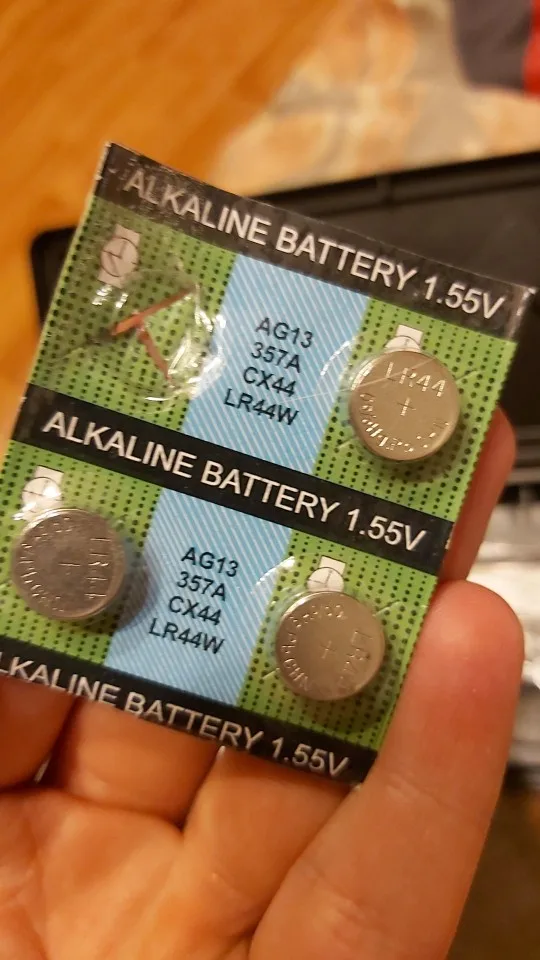 ALKALINE BATTERY 1.55V
AG13
357A
CX44
LR44W
LR44
+
ALKALINE BATTERY 1.55V
AG13
357A
CX44
LR44W
LR44
+
+
ALKALINE BATTERY 1.55V